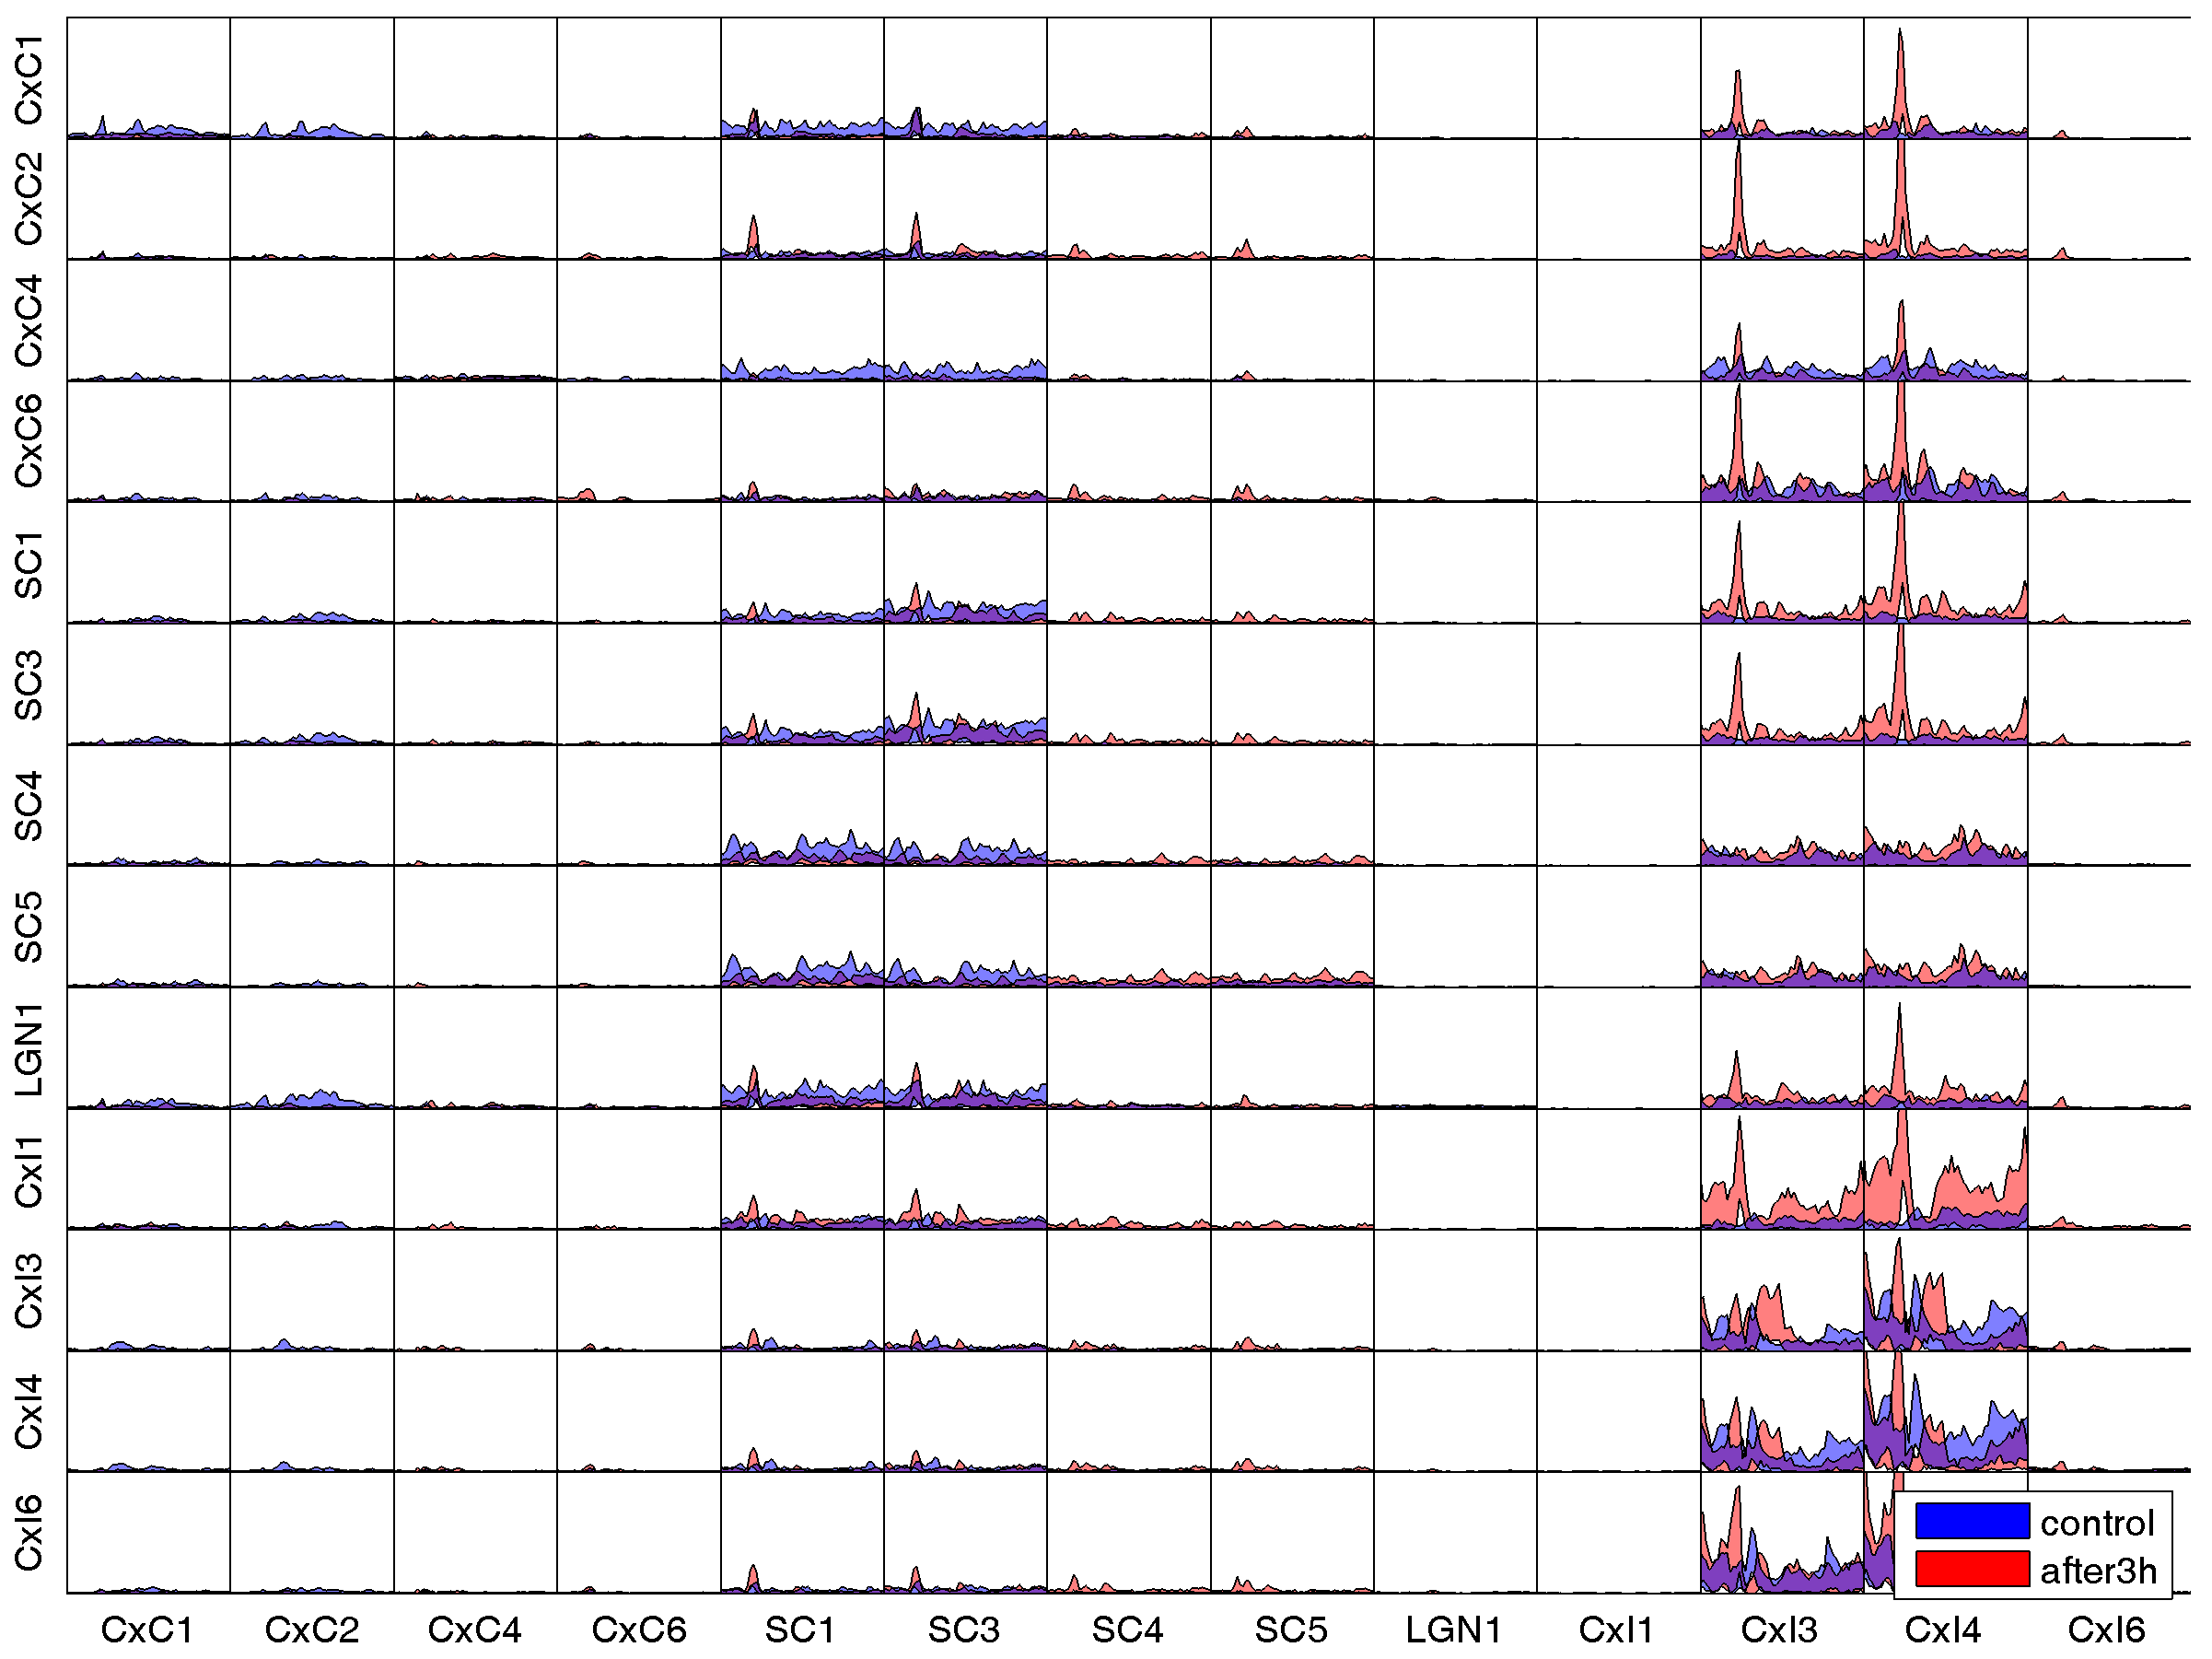 CxC1
CxC2
CxC4
CxC6
SC1
SC3
SC4
SC5
LGN1
CxI1
CxI3
CxI4
CxI6
control
after3h
CxC1 CxC2 CxC4 CxC6 SC1 SC3 SC4 SC5 LGN1 CxI1 CxI3 CxI4 CxI6